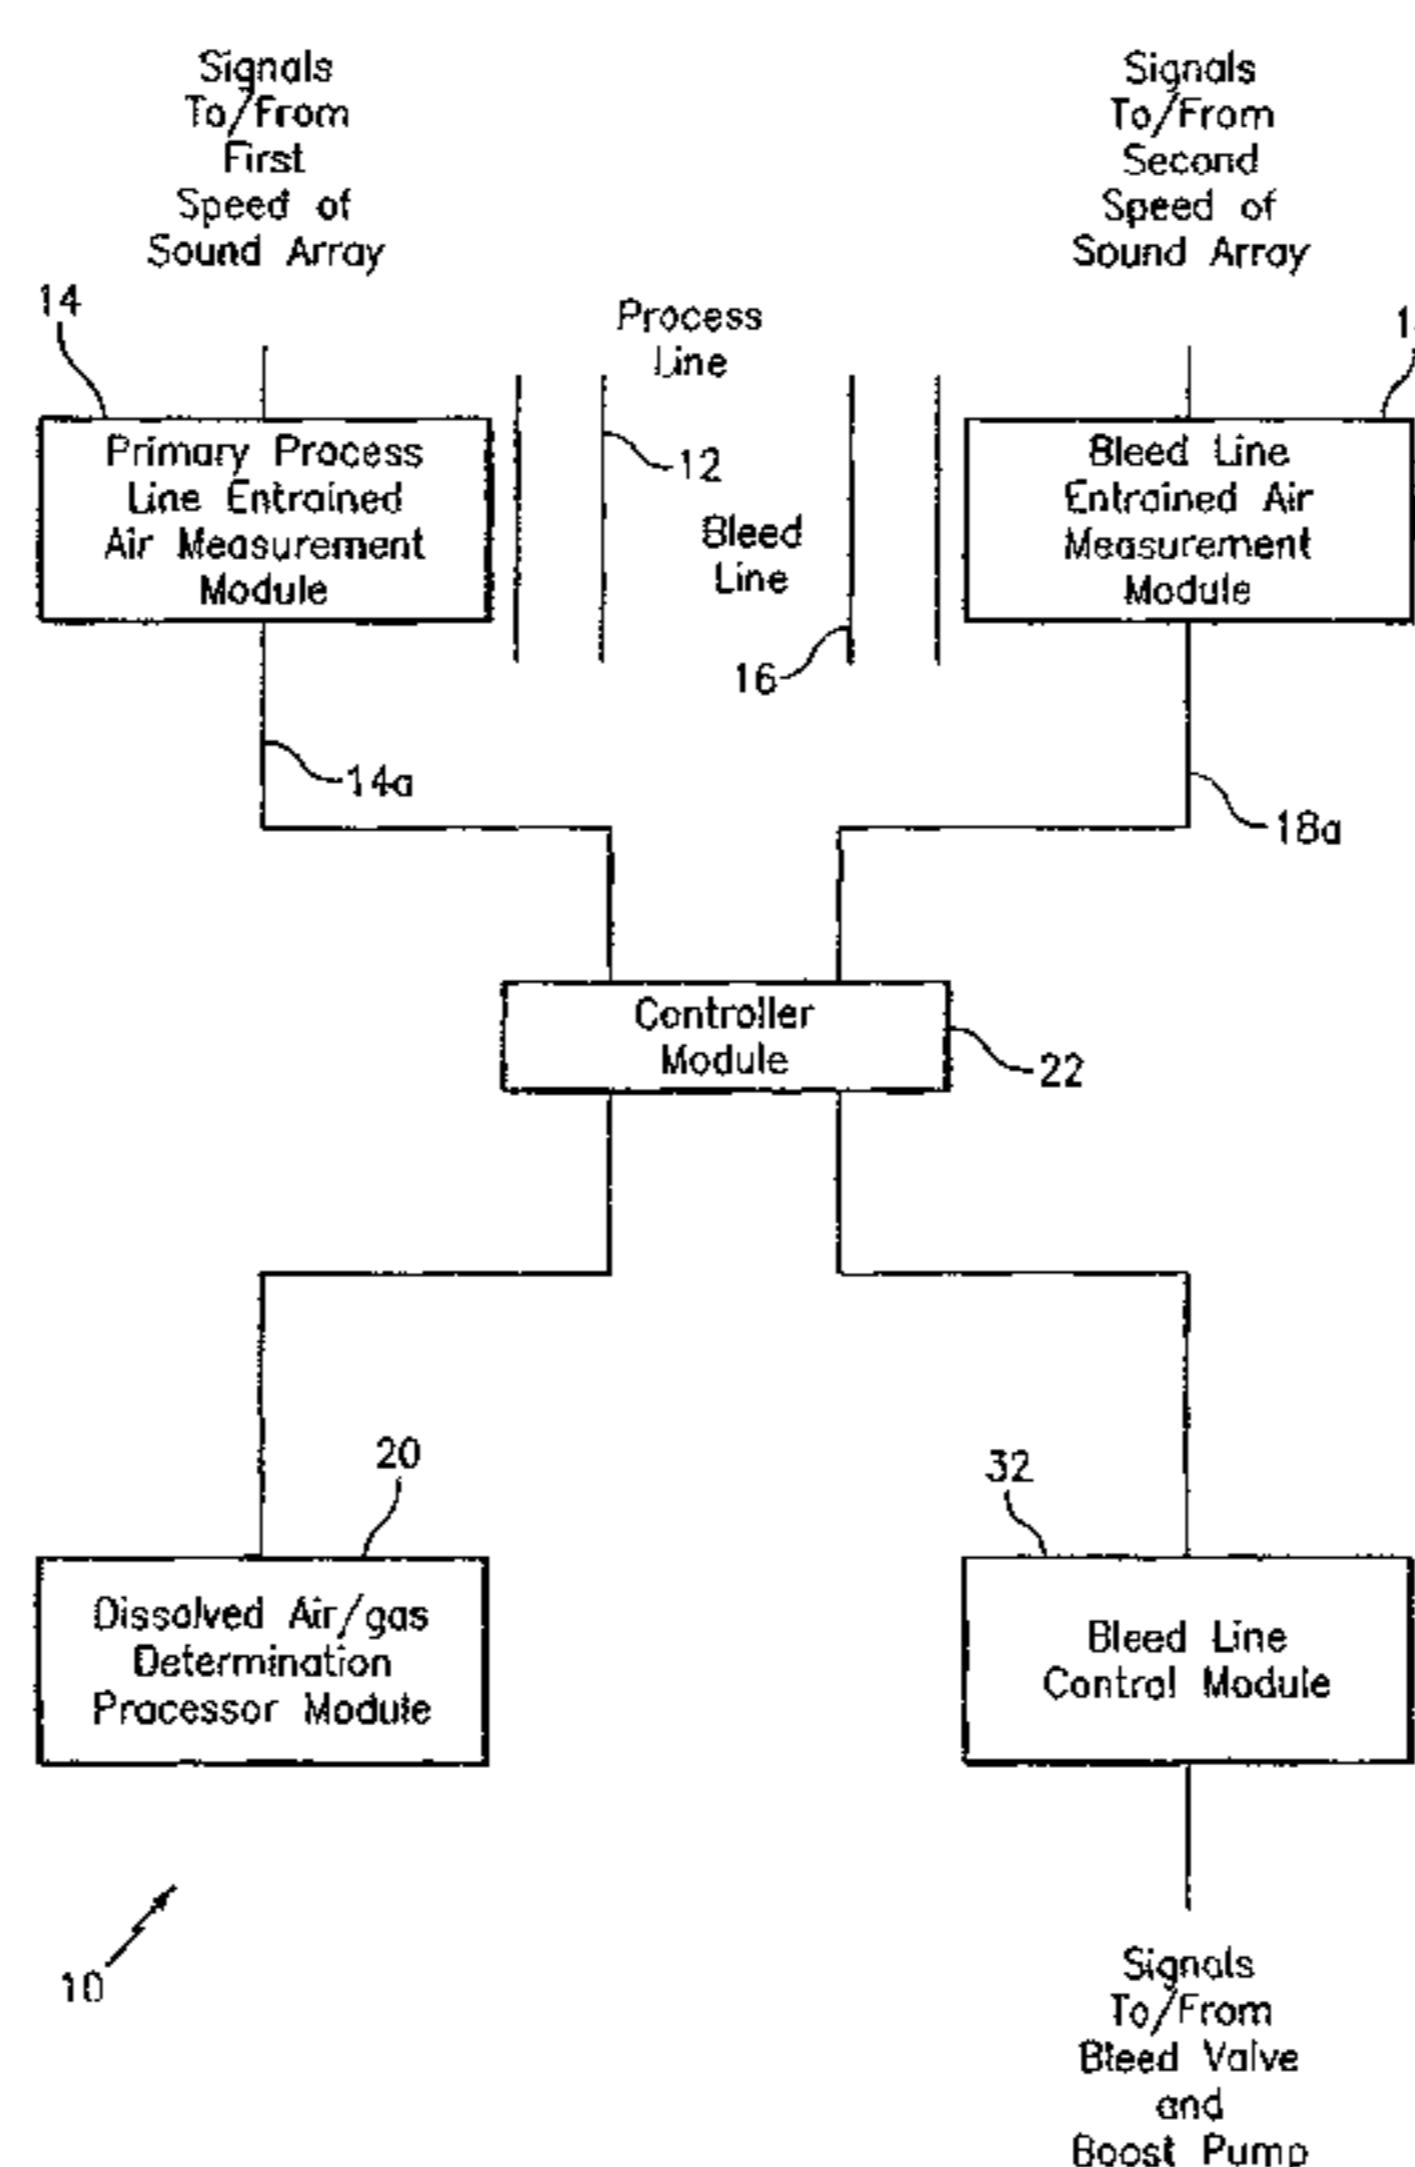 Signals
To/From
First
Speed of
Sound Array
Signals
To/From
Second
Speed of
Sound Array
14
Process
Line
Primary Process
Line Entrained
Air Measurement
Module
12
Bleed
Line
16
Bleed Line
Entrained Air
Measurement
Module
14a
18a
Controller
Module
22
20
32
Dissolved Air/gas
Determination
Processor Module
Bleed Line
Control Module
10
Signals
To/From
Bleed Valve
and
Boost Pump